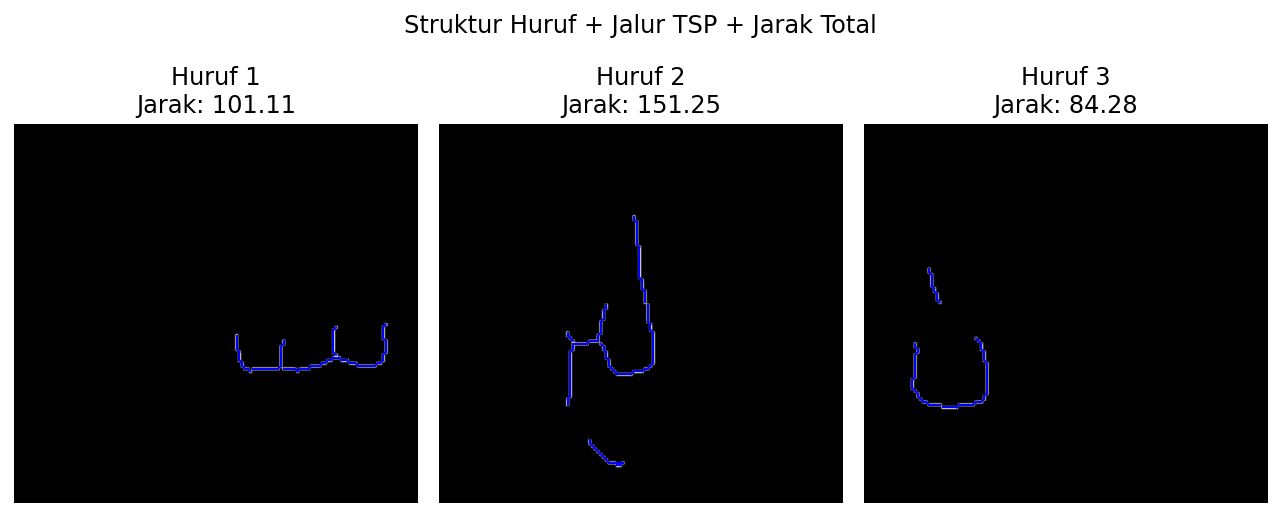 Struktur Huruf + Jalur TSP + Jarak Total
Huruf 1
Jarak: 101.11
Huruf 2
Jarak: 151.25
Huruf 3
Jarak: 84.28